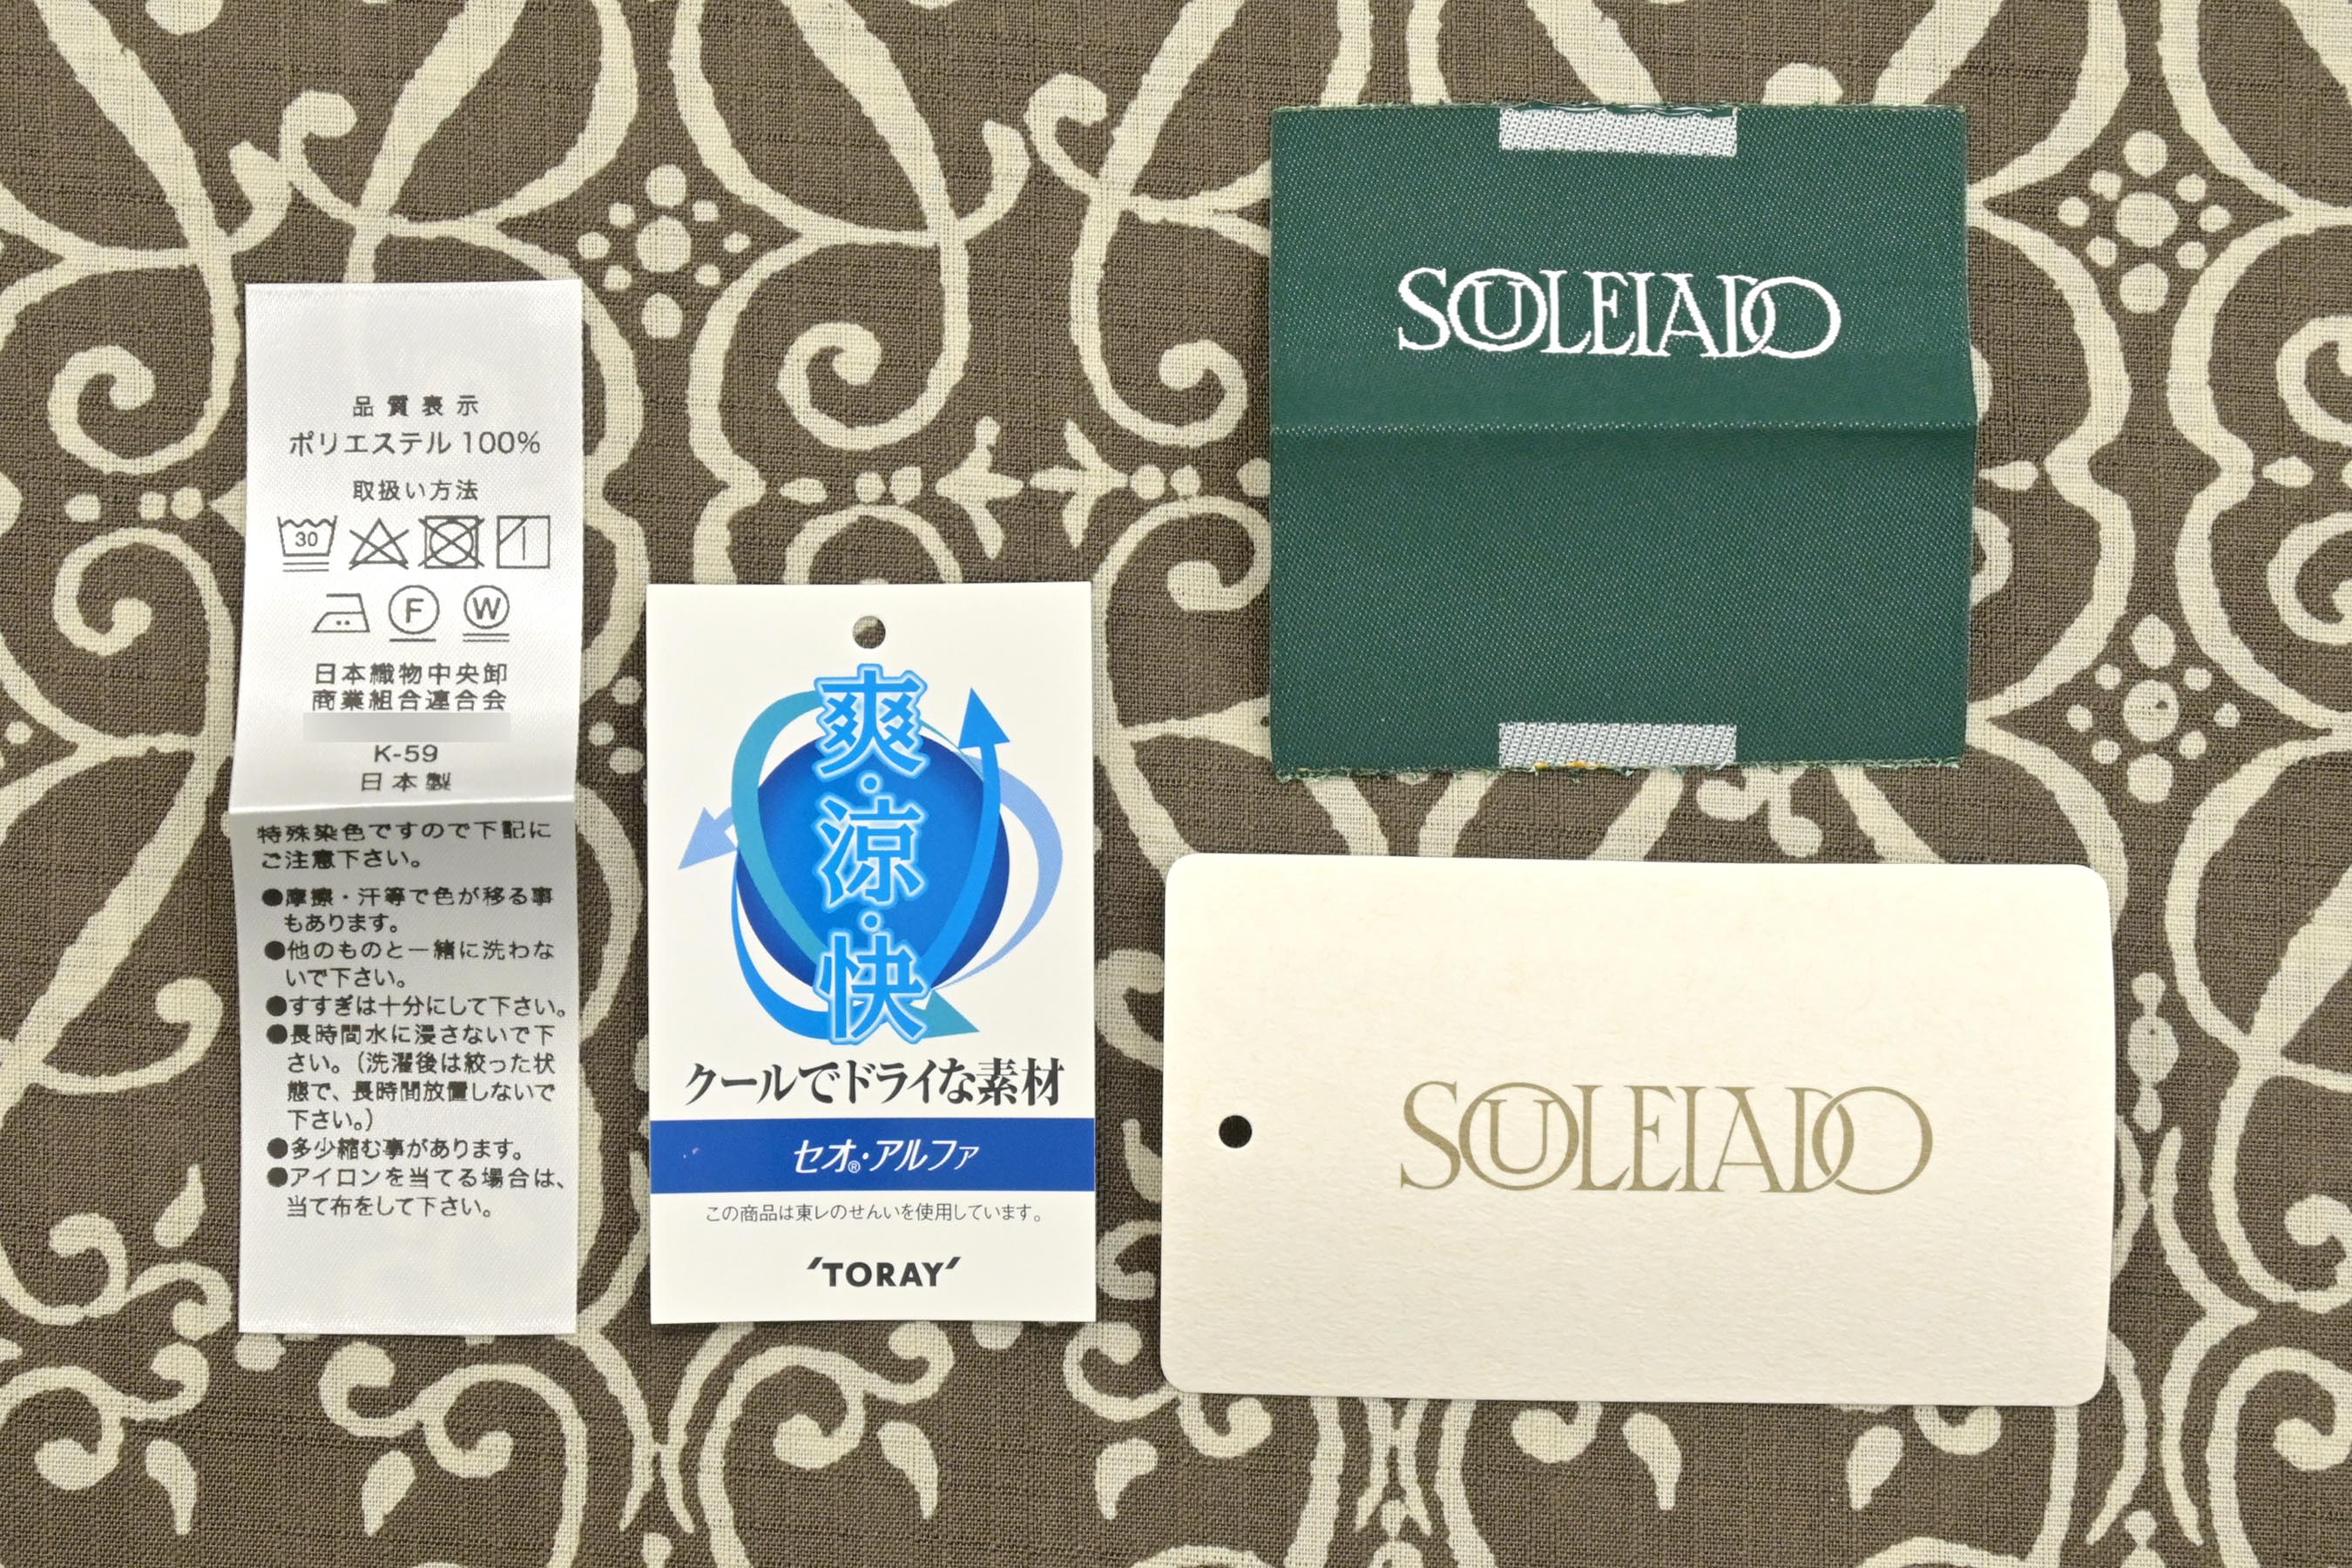 品質表示
ポリエステル 100%
取扱い方法
30
F W
日本織物中央卸
商業組合連合会
K-59
日本製
特殊染色ですので下記に
ご注意下さい。
●摩擦・汗等で色が移る事
もあります。
●他のものと一緒に洗わな
いで下さい。
●すすぎは十分にして下さい。
●長時間水に浸さないで下
さい。（洗濯後は絞った状
態で、長時間放置しないで
下さい。）
●多少縮む事があります。
●アイロンを当てる場合は、
当て布をして下さい。
爽・涼・快
クールでドライな素材
セオ®・アルファ
この商品は東レのせんいを使用しています。
'TORAY'
SOULEIADO
SOULEIADO